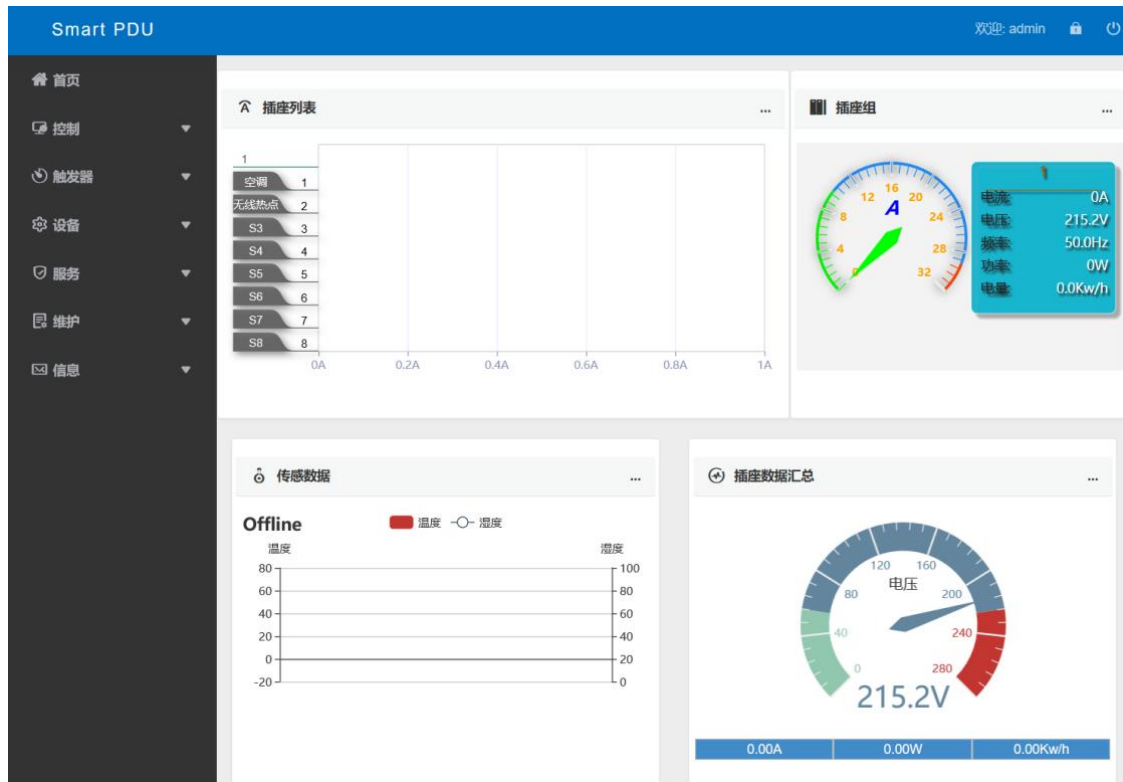 Smart PDU
欢迎: admin
首页
控制
触发器
设备
服务
维护
信息
插座列表
...
1
空调 1
无线热点 2
S3 3
S4 4
S5 5
S6 6
S7 7
S8 8
0A 0.2A 0.4A 0.6A 0.8A 1A
插座组
...
0 4 8 12 16 20 24 28 32
A
1
电流: 0A
电压: 215.2V
频率: 50.0Hz
功率: 0W
电量: 0.0Kw/h
传感数据
...
Offline
温度 湿度
温度 湿度
80 100
60 80
40 60
20 40
0 20
-20 0
插座数据汇总
...
0 40 80 120 160 200 240 280
电压
215.2V
0.00A 0.00W 0.00Kw/h